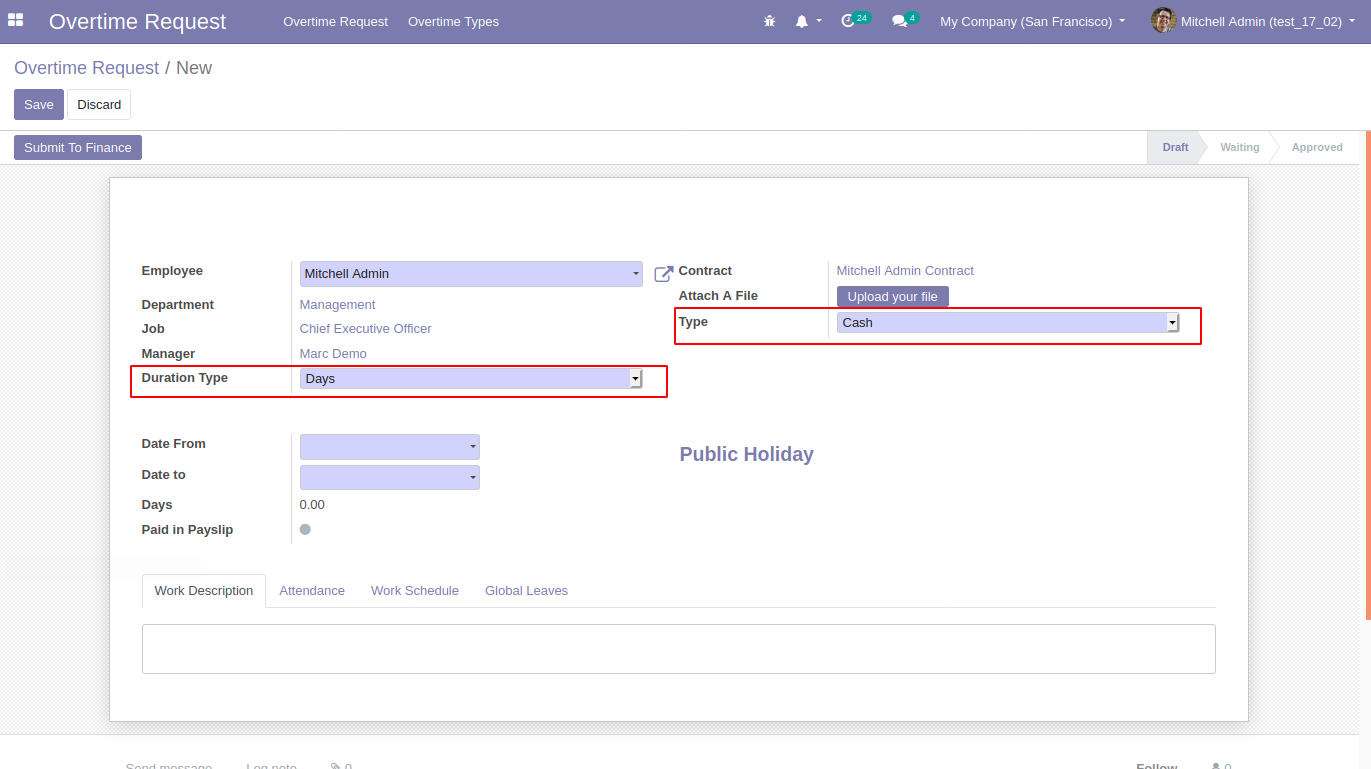 Overtime Request Overtime Request Overtime Types 24 4 My Company (San Francisco) Mitchell Admin (test_17_02)
Overtime Request / New
Save Discard
Submit To Finance Draft Waiting Approved
Employee Mitchell Admin Contract Mitchell Admin Contract
Attach A File Upload your file
Department Management
Type Cash
Job Chief Executive Officer
Manager Marc Demo
Duration Type Days
Date From Public Holiday
Date to
Days 0.00
Paid in Payslip
Work Description Attendance Work Schedule Global Leaves
Send message Log note 0 Follow 0